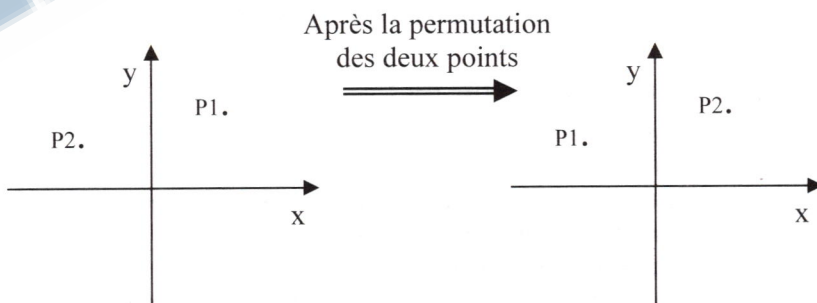 Après la permutation
des deux points
y
P1.
P2.
x
y
P2.
P1.
x